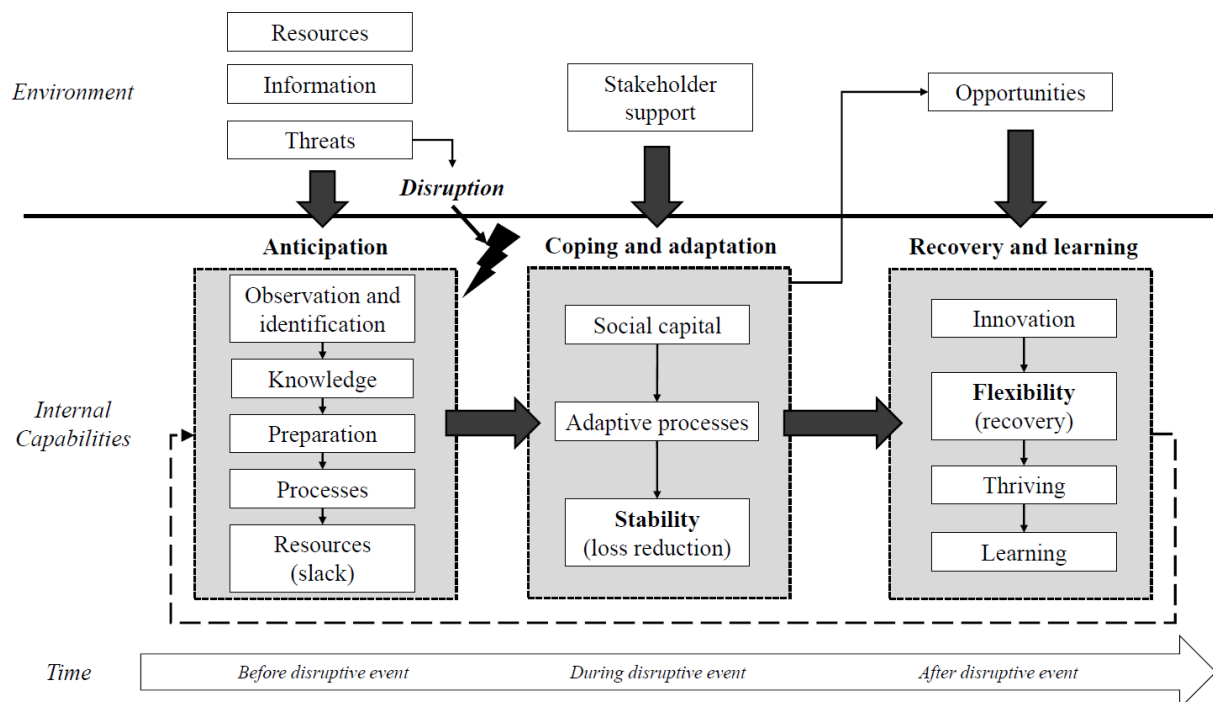 Environment
Resources
Information
Threats
Disruption
Stakeholder
support
Opportunities
Internal
Capabilities
Anticipation
Observation and
identification
Knowledge
Preparation
Processes
Resources
(slack)
Coping and adaptation
Social capital
Adaptive processes
Stability
(loss reduction)
Recovery and learning
Innovation
Flexibility
(recovery)
Thriving
Learning
Time
Before disruptive event
During disruptive event
After disruptive event